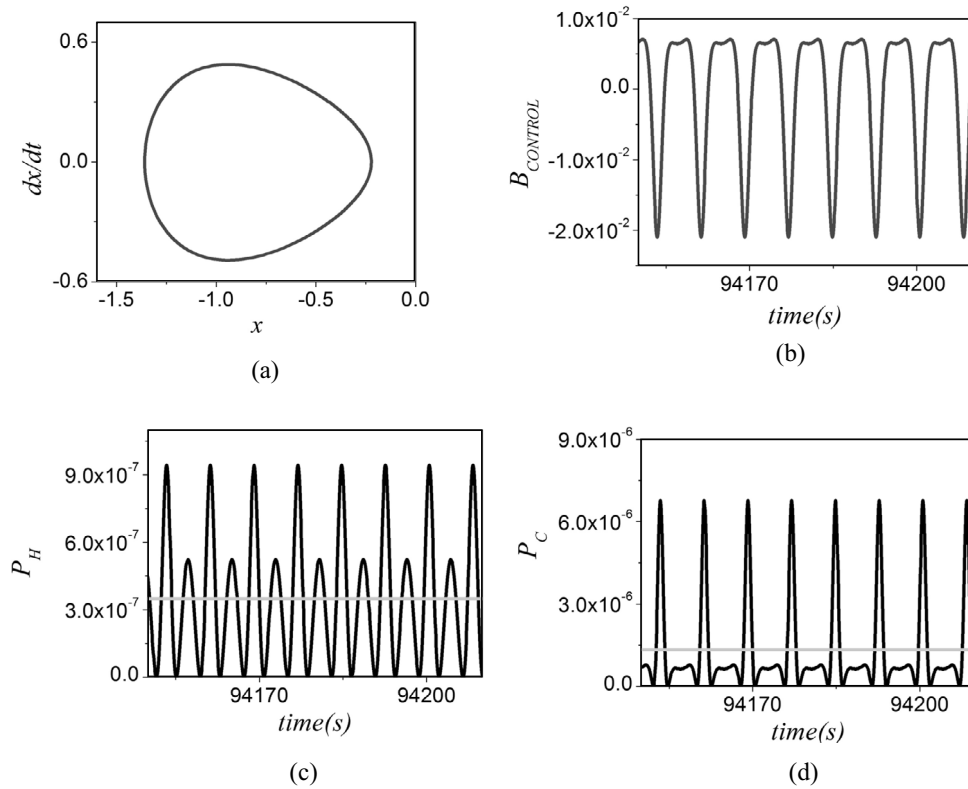 0.6
0.0
-0.6
dx/dt
-1.5 -1.0 -0.5 0.0
x
(a)
1.0x10⁻²
0.0
-1.0x10⁻²
-2.0x10⁻²
B_CONTROL
94170 94200
time(s)
(b)
9.0x10⁻⁷
6.0x10⁻⁷
3.0x10⁻⁷
0.0
P_H
94170 94200
time(s)
(c)
9.0x10⁻⁶
6.0x10⁻⁶
3.0x10⁻⁶
0.0
P_C
94170 94200
time(s)
(d)